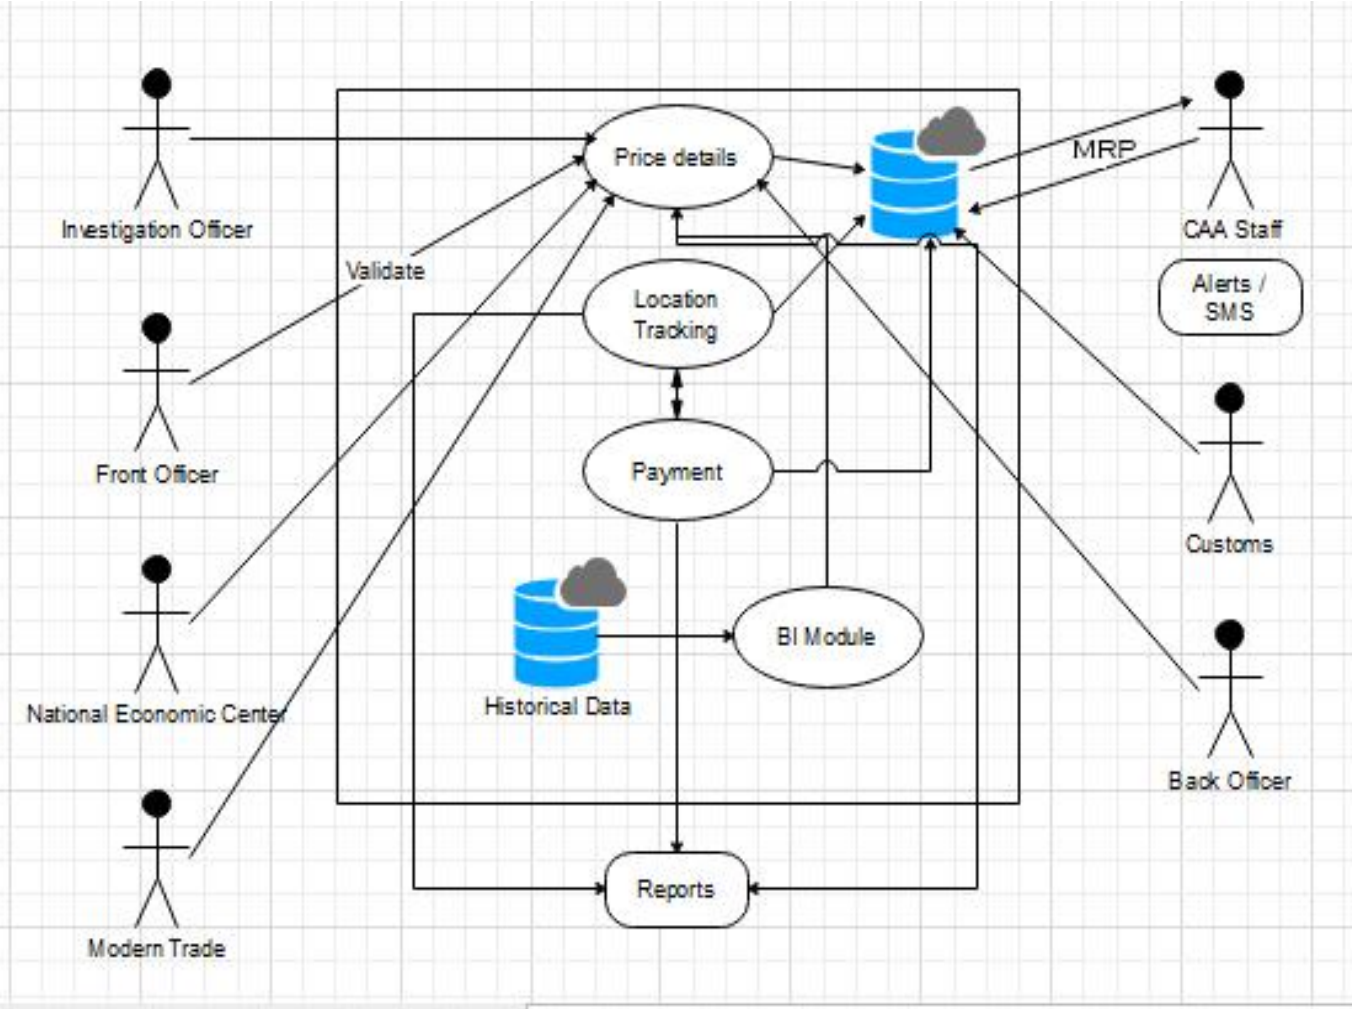 Price details
MRP
Investigation Officer
CAA Staff
Validate
Alerts /
SMS
Location
Tracking
Front Officer
Payment
Customs
BI Module
Historical Data
National Economic Center
Back Officer
Reports
Modern Trade